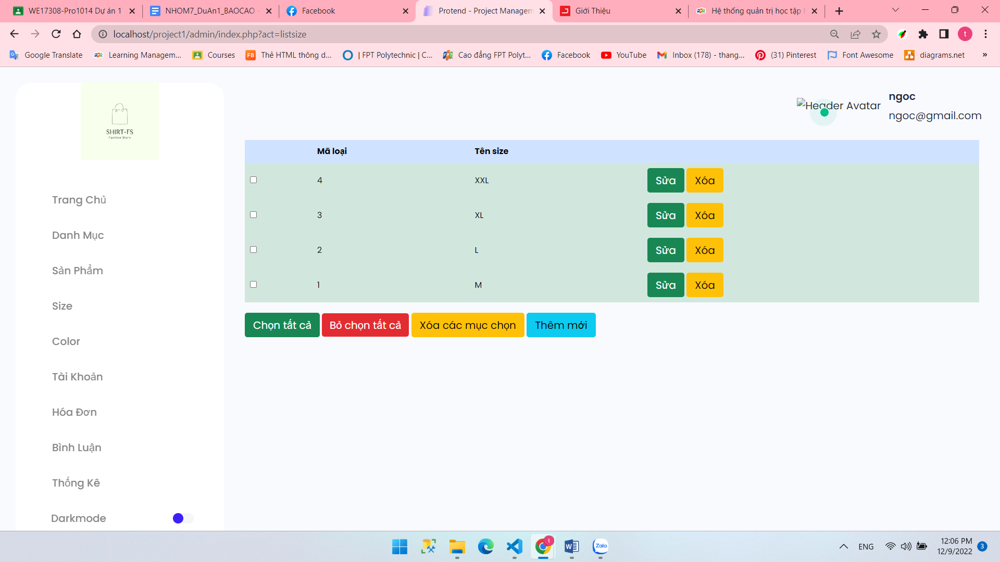 WE17308-Pro1014 Dự án 1
NHOM7_DuAn1_BAOCAO -
Facebook
Protend - Project Managem
Giới Thiệu
Hệ thống quản trị học tập
localhost/project1/admin/index.php?act=listsize
t
Google Translate
Learning Managem...
Courses
F8
Thẻ HTML thông d...
| FPT Polytechnic | C...
Cao đẳng FPT Polyt...
Facebook
YouTube
Inbox (178) - thang...
(31) Pinterest
Font Awesome
diagrams.net
»
SHIRT-FS
Fashion Store
Header Avatar
ngoc
ngoc@gmail.com
Trang Chủ
Danh Mục
Sản Phẩm
Size
Color
Tài Khoản
Hóa Đơn
Bình Luận
Thống Kê
Darkmode
Mã loại Tên size
4 XXL Sửa Xóa
3 XL Sửa Xóa
2 L Sửa Xóa
1 M Sửa Xóa
Chọn tất cả Bỏ chọn tất cả Xóa các mục chọn Thêm mới
t
Zalo
ENG
12:06 PM
12/9/2022
3